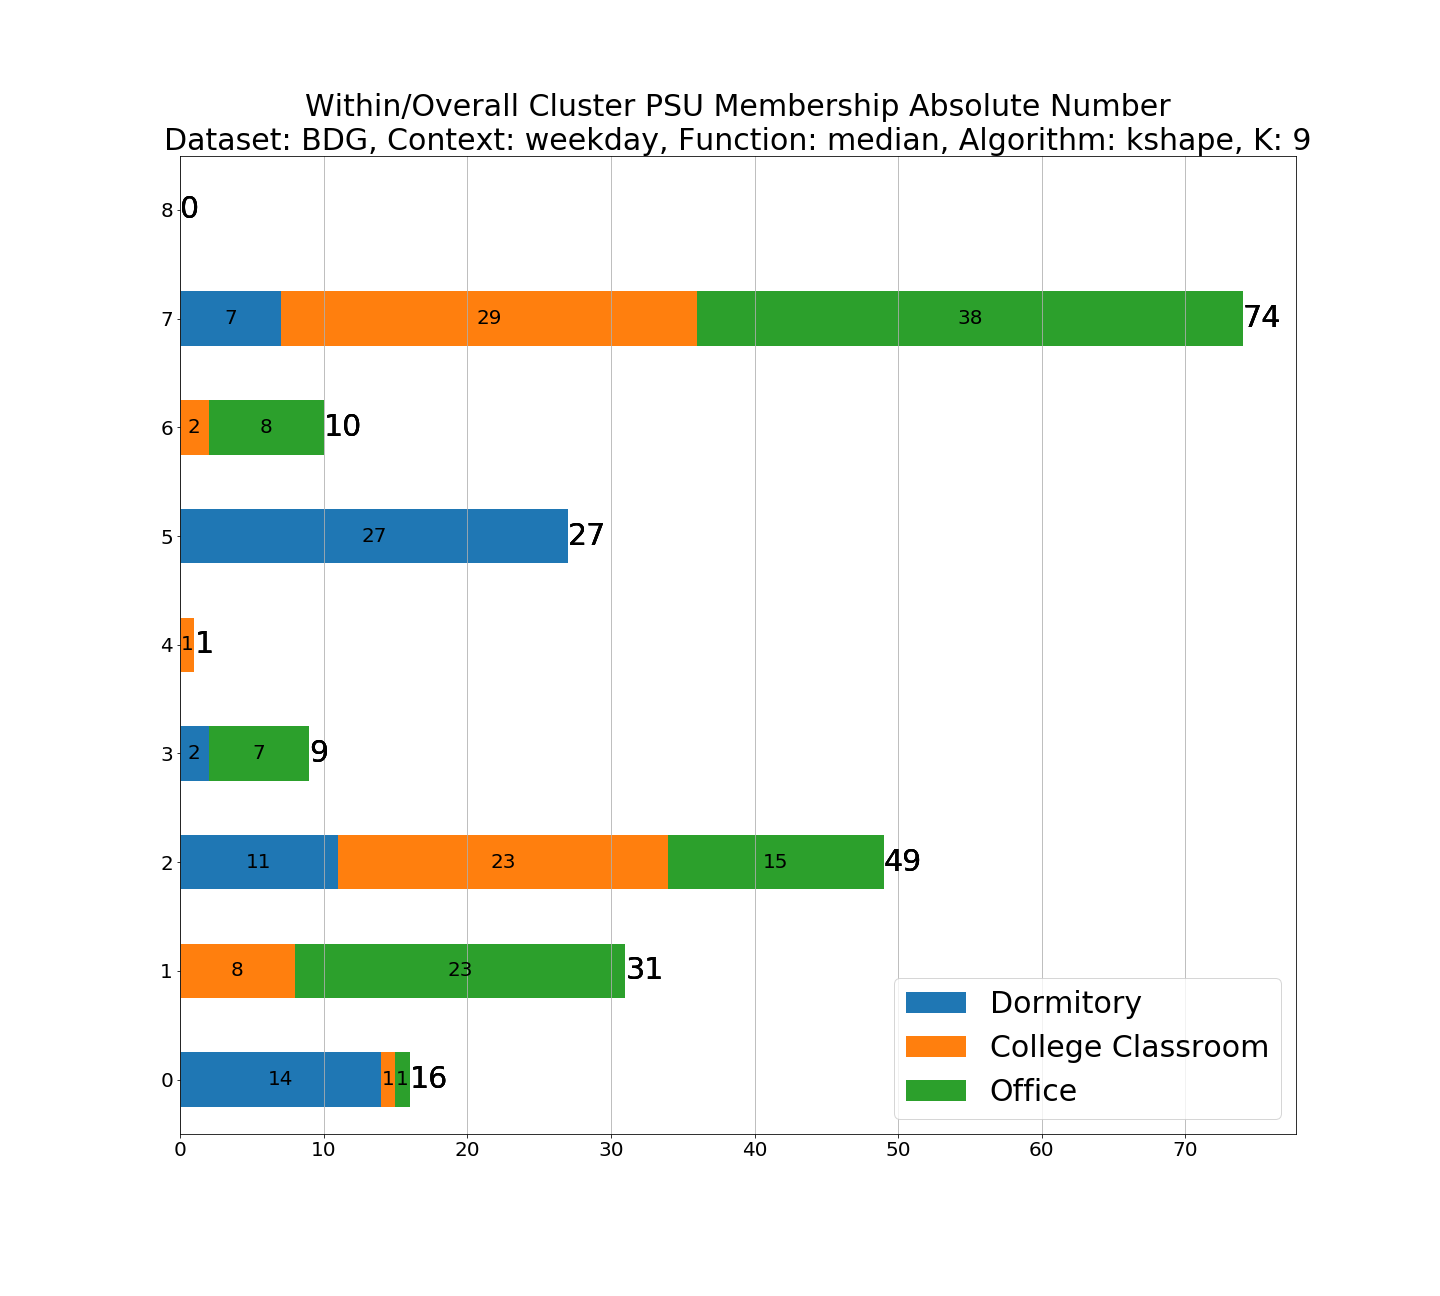 Within/Overall Cluster PSU Membership Absolute Number
Dataset: BDG, Context: weekday, Function: median, Algorithm: kshape, K: 9
8 0
7 7 29 38 74
6 2 8 10
5 27 27
4 1 1
3 2 7 9
2 11 23 15 49
1 8 23 31
0 14 1 1 16
Dormitory
College Classroom
Office
0 10 20 30 40 50 60 70